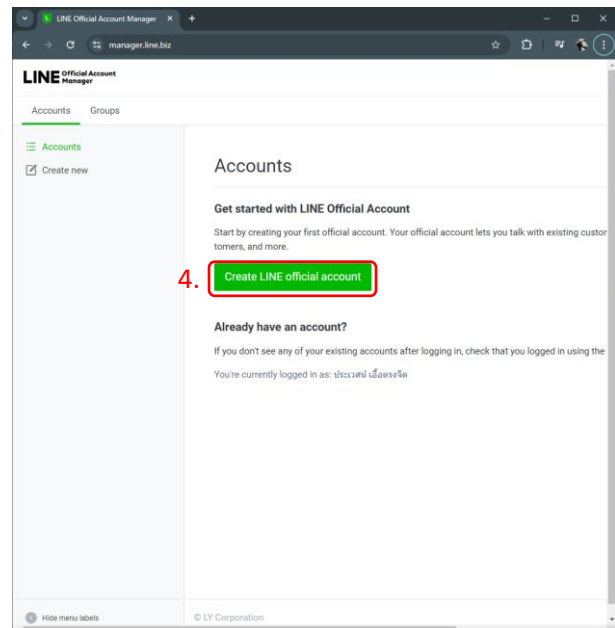 LINE Official Account Manager
manager.line.biz
LINE Official Account
Manager
Accounts Groups
Accounts
Create new
Accounts
Get started with LINE Official Account
Start by creating your first official account. Your official account lets you talk with existing custor
tomers, and more.
4. Create LINE official account
Already have an account?
If you don't see any of your existing accounts after logging in, check that you logged in using the
You're currently logged in as: ประเวศน์ เอื้อตรงจิต
Hide menu labels
© LY Corporation